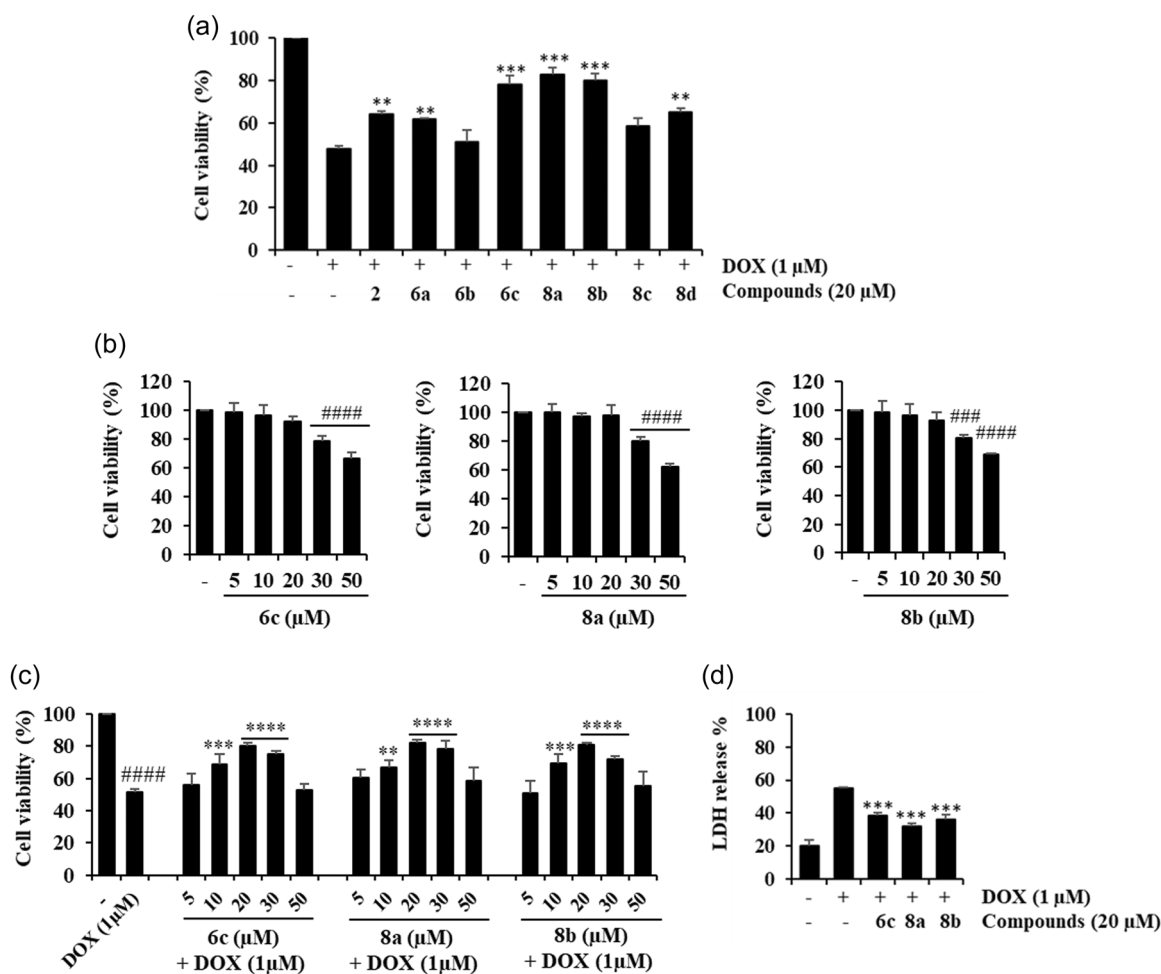 (a)
Cell viability (%)
100
80
60
40
20
0
** ** *** *** *** **
- + + + + + + + + + DOX (1 µM)
- - 2 6a 6b 6c 8a 8b 8c 8d Compounds (20 µM)
(b)
Cell viability (%)
120
100
80
60
40
20
0
####
- 5 10 20 30 50
6c (µM)
Cell viability (%)
120
100
80
60
40
20
0
####
- 5 10 20 30 50
8a (µM)
Cell viability (%)
120
100
80
60
40
20
0
###
####
- 5 10 20 30 50
8b (µM)
(c)
Cell viability (%)
100
80
60
40
20
0
#### *** **** ** **** *** ****
- DOX (1µM) 5 10 20 30 50 5 10 20 30 50 5 10 20 30 50
6c (µM) 8a (µM) 8b (µM)
+ DOX (1µM) + DOX (1µM) + DOX (1µM)
(d)
LDH release %
100
80
60
40
20
0
*** *** ***
- + + + + DOX (1 µM)
- - 6c 8a 8b Compounds (20 µM)